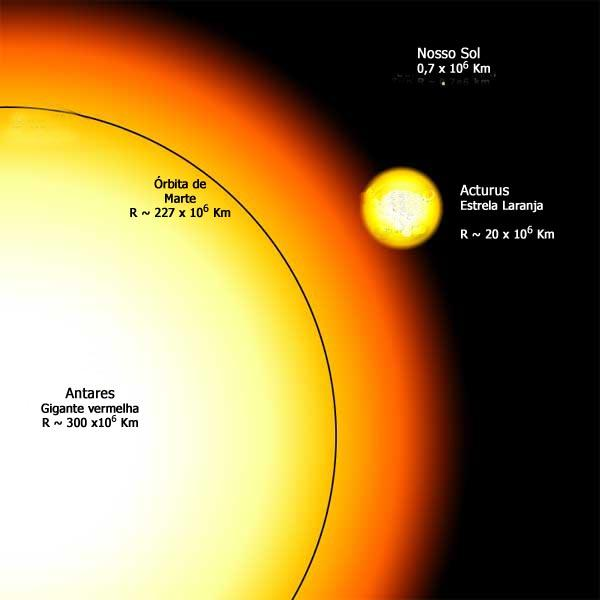 Nosso Sol
0,7 x 10⁶ Km
Órbita de
Marte
R ~ 227 x 10⁶ Km
Acturus
Estrela Laranja
R ~ 20 x 10⁶ Km
Antares
Gigante vermelha
R ~ 300 x10⁶ Km